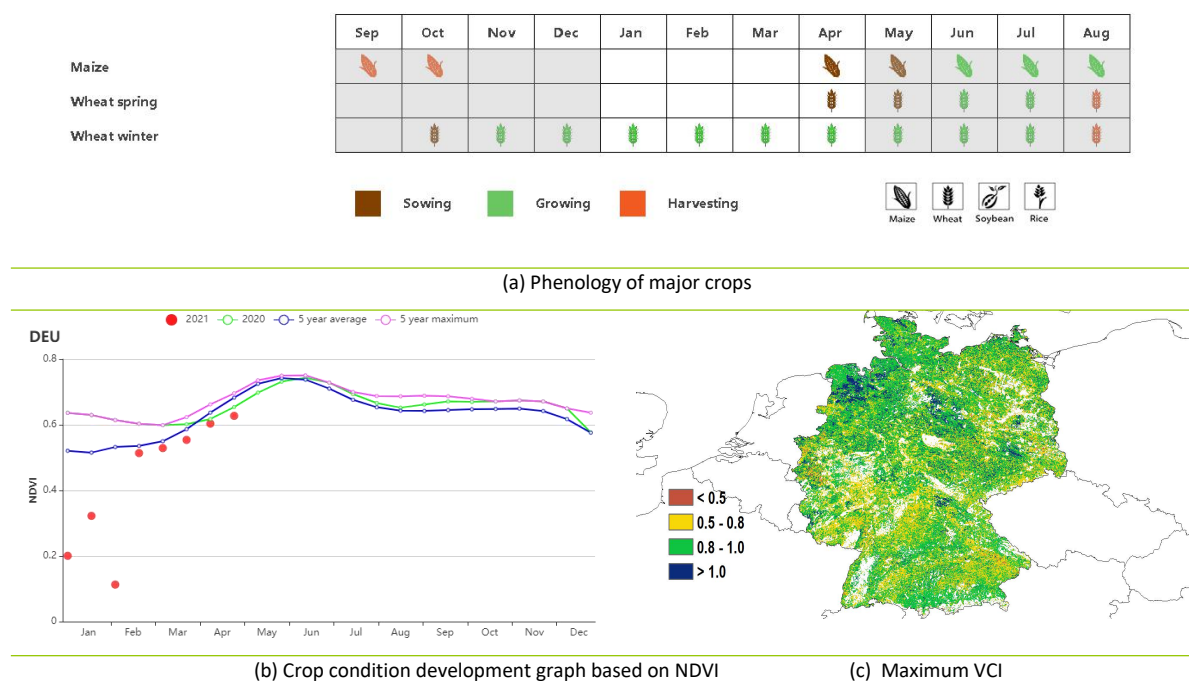 Sep Oct Nov Dec Jan Feb Mar Apr May Jun Jul Aug
Maize
Wheat spring
Wheat winter
Sowing Growing Harvesting
Maize Wheat Soybean Rice
(a) Phenology of major crops
2021 2020 5 year average 5 year maximum
DEU
0.8
0.6
0.4
0.2
0
NDVI
Jan Feb Mar Apr May Jun Jul Aug Sep Oct Nov Dec
< 0.5
0.5 - 0.8
0.8 - 1.0
> 1.0
(b) Crop condition development graph based on NDVI
(c) Maximum VCI